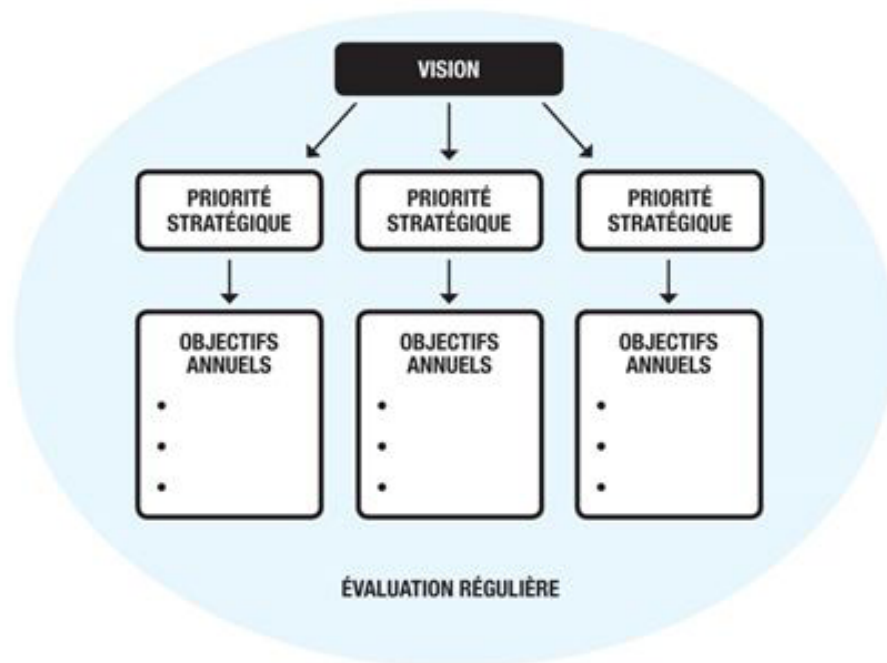 VISION
PRIORITÉ
STRATÉGIQUE
PRIORITÉ
STRATÉGIQUE
PRIORITÉ
STRATÉGIQUE
OBJECTIFS
ANNUELS
•
•
•
OBJECTIFS
ANNUELS
•
•
•
OBJECTIFS
ANNUELS
•
•
•
ÉVALUATION RÉGULIÈRE